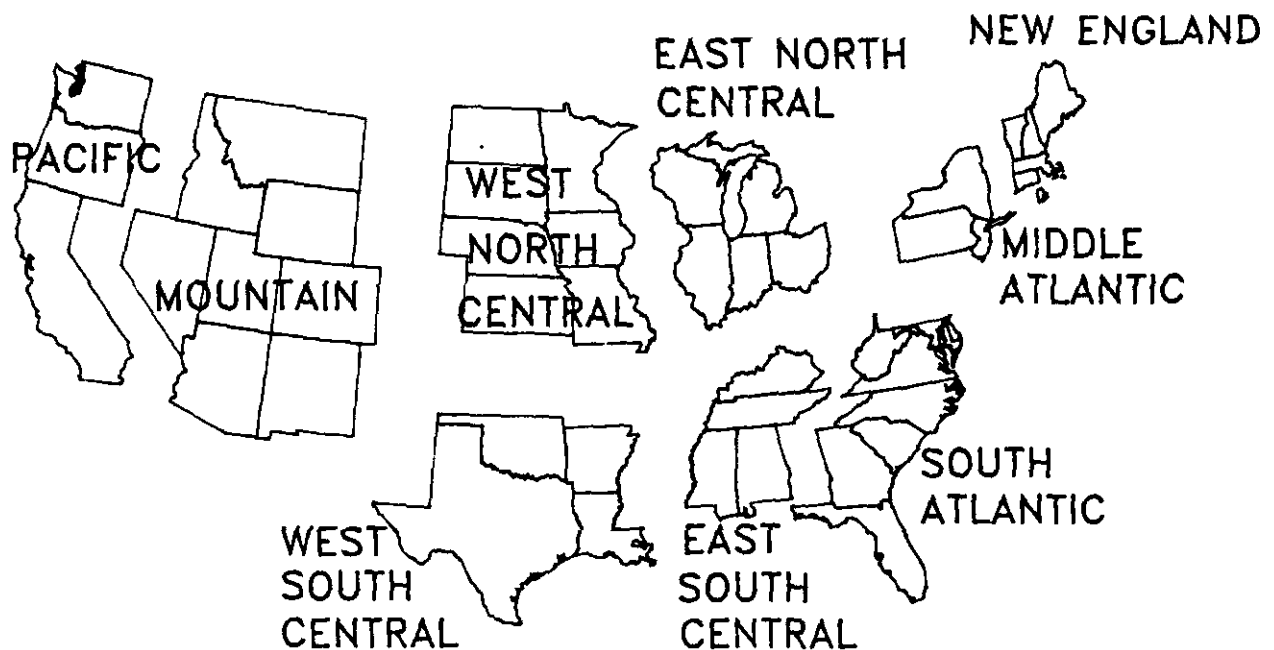 NEW ENGLAND
EAST NORTH
CENTRAL
PACIFIC
WEST
NORTH
CENTRAL
MOUNTAIN
MIDDLE
ATLANTIC
SOUTH
ATLANTIC
WEST
SOUTH
CENTRAL
EAST
SOUTH
CENTRAL